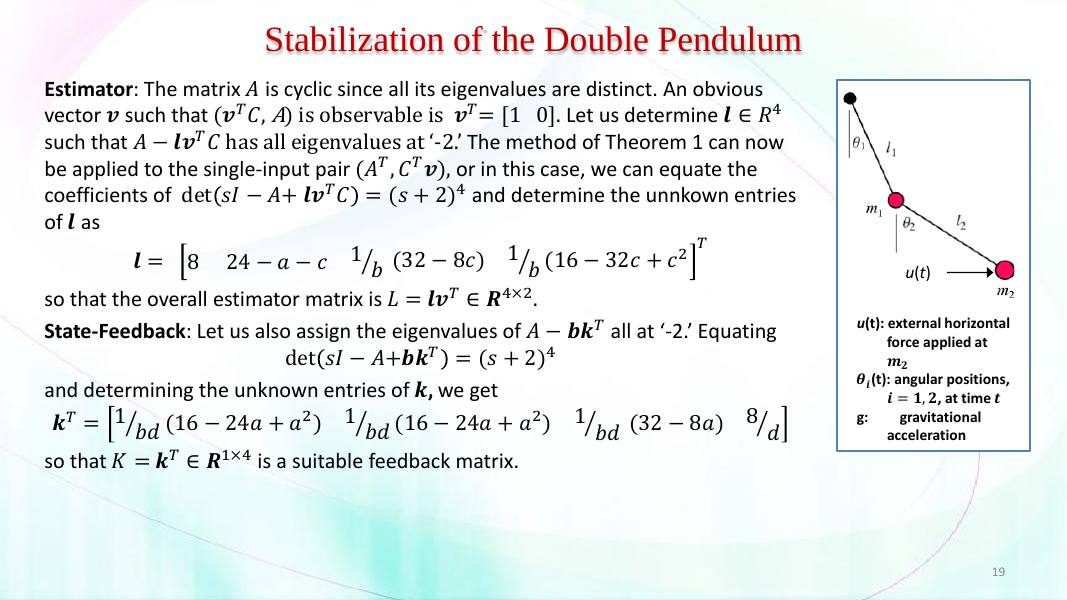 Stabilization of the Double Pendulum
Estimator: The matrix 𝐴 is cyclic since all its eigenvalues are distinct. An obvious
vector 𝒗 such that (𝒗ᵀ𝐶, 𝐴) is observable is 𝒗ᵀ= [1 0]. Let us determine 𝒍 ∈ 𝑅⁴
such that 𝐴 − 𝒍𝒗ᵀ𝐶 has all eigenvalues at ‘-2.’ The method of Theorem 1 can now
be applied to the single-input pair (𝐴ᵀ, 𝐶ᵀ𝒗), or in this case, we can equate the
coefficients of det(𝑠𝐼 − 𝐴+ 𝒍𝒗ᵀ𝐶) = (𝑠 + 2)⁴ and determine the unnkown entries
of 𝒍 as
𝒍 = [8 24 − 𝑎 − 𝑐 1/𝑏 (32 − 8𝑐) 1/𝑏 (16 − 32𝑐 + 𝑐²]ᵀ
so that the overall estimator matrix is 𝐿 = 𝒍𝒗ᵀ ∈ 𝑹⁴ˣ².
State-Feedback: Let us also assign the eigenvalues of 𝐴 − 𝒃𝒌ᵀ all at ‘-2.’ Equating
det(𝑠𝐼 − 𝐴+𝒃𝒌ᵀ) = (𝑠 + 2)⁴
and determining the unknown entries of 𝒌, we get
𝒌ᵀ = [1/𝑏𝑑 (16 − 24𝑎 + 𝑎²) 1/𝑏𝑑 (16 − 24𝑎 + 𝑎²) 1/𝑏𝑑 (32 − 8𝑎) 8/𝑑]
so that 𝐾 = 𝒌ᵀ ∈ 𝑹¹ˣ⁴ is a suitable feedback matrix.
θ₁
l₁
m₁
θ₂
l₂
u(t)
m₂
u(t): external horizontal
force applied at
𝒎₂
𝜽ᵢ(t): angular positions,
𝒊 = 𝟏, 𝟐, at time 𝒕
g: gravitational
acceleration
19